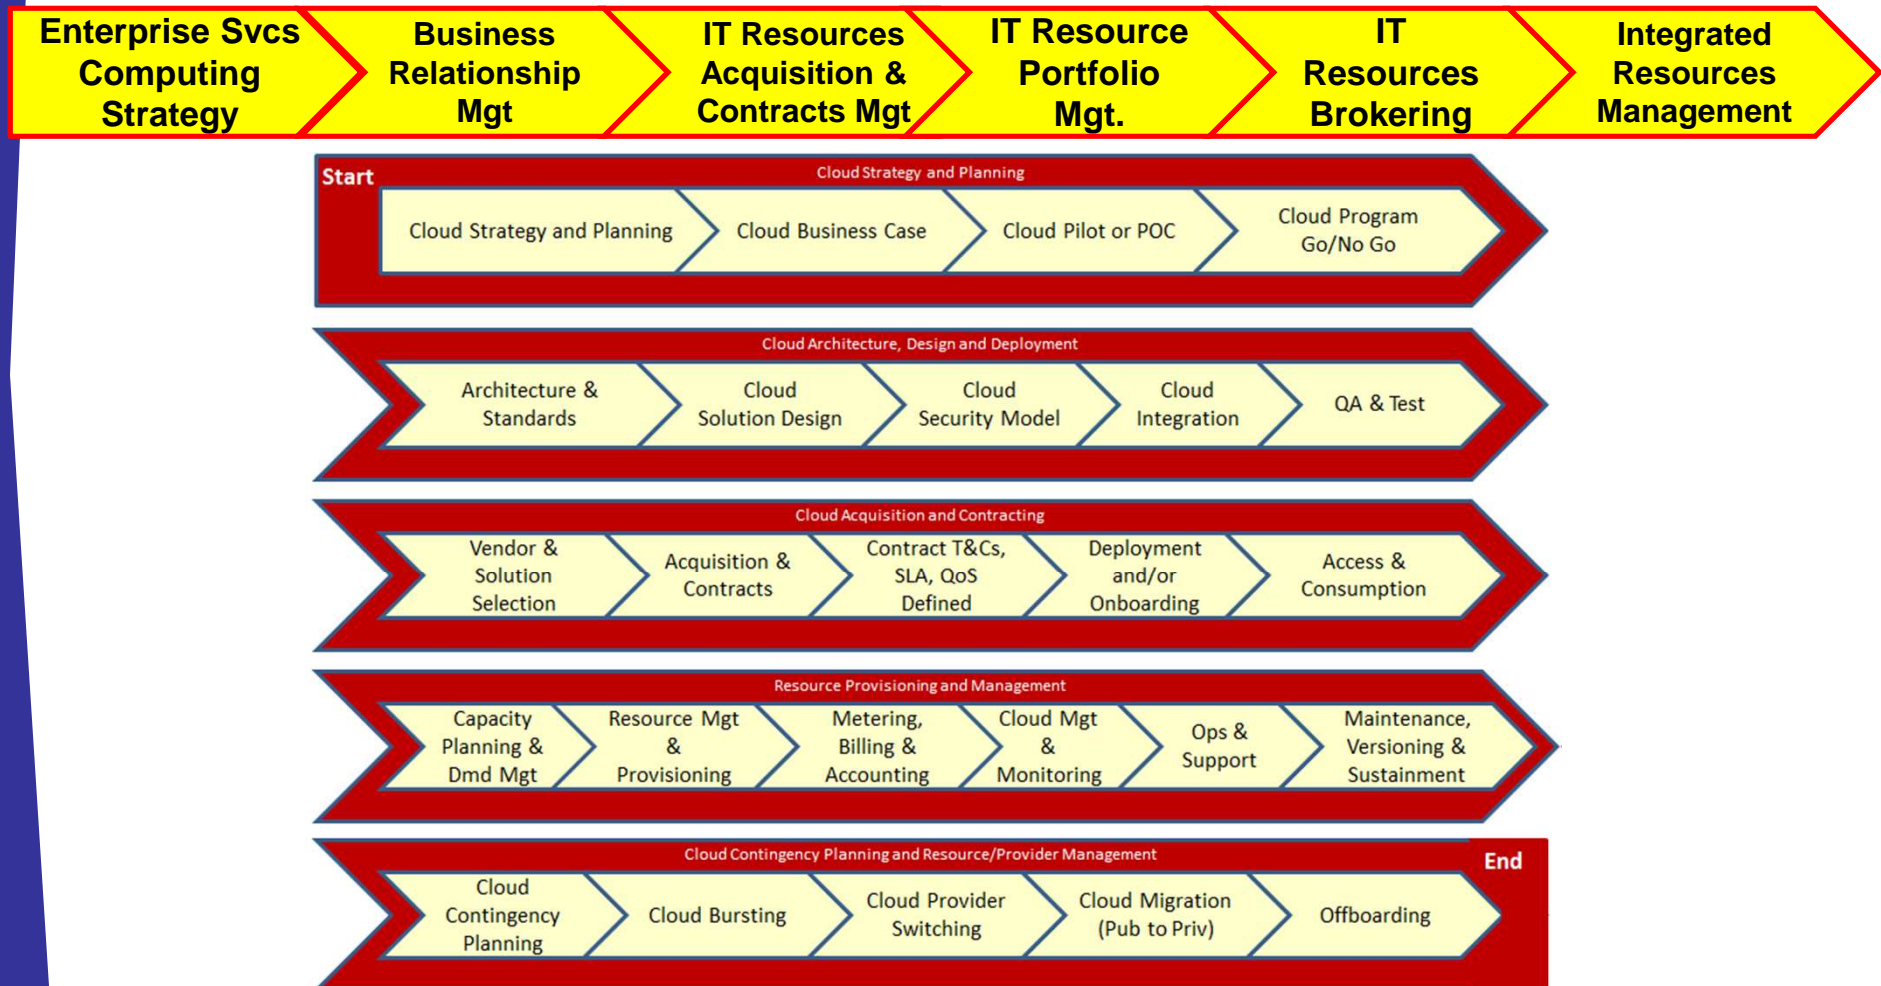 Enterprise Svcs
Computing
Strategy
Business
Relationship
Mgt
IT Resources
Acquisition &
Contracts Mgt
IT Resource
Portfolio
Mgt.
IT
Resources
Brokering
Integrated
Resources
Management
Start
Cloud Strategy and Planning
Cloud Strategy and Planning
Cloud Business Case
Cloud Pilot or POC
Cloud Program
Go/No Go
Cloud Architecture, Design and Deployment
Architecture &
Standards
Cloud
Solution Design
Cloud
Security Model
Cloud
Integration
QA & Test
Cloud Acquisition and Contracting
Vendor &
Solution
Selection
Acquisition &
Contracts
Contract T&Cs,
SLA, QoS
Defined
Deployment
and/or
Onboarding
Access &
Consumption
Resource Provisioning and Management
Capacity
Planning &
Dmd Mgt
Resource Mgt
&
Provisioning
Metering,
Billing &
Accounting
Cloud Mgt
&
Monitoring
Ops &
Support
Maintenance,
Versioning &
Sustainment
Cloud Contingency Planning and Resource/Provider Management
End
Cloud
Contingency
Planning
Cloud Bursting
Cloud Provider
Switching
Cloud Migration
(Pub to Priv)
Offboarding